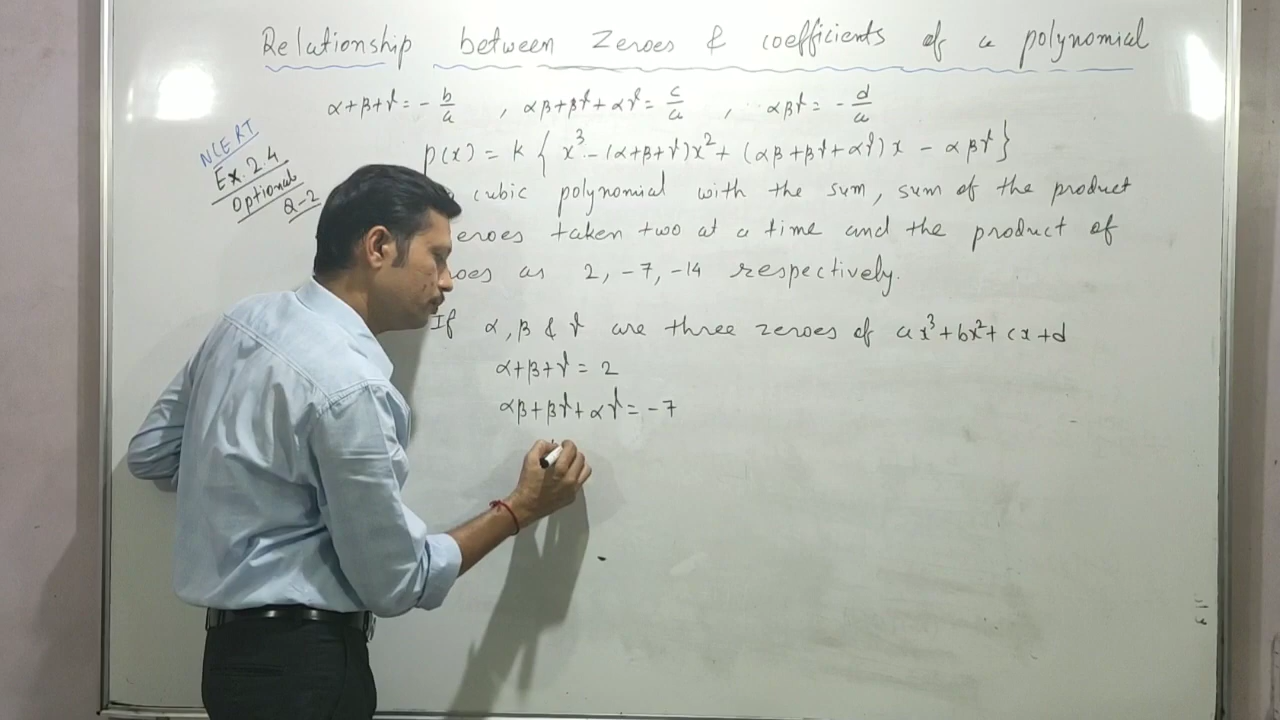 Relationship between Zeroes & coefficients of a polynomial
α+β+γ = - b/a , αβ+βγ+αγ = c/a , αβγ = - d/a
NCERT
Ex. 2.4
Optional
Q-2
p(x) = k { x³ - (α+β+γ)x² + (αβ+βγ+αγ)x - αβγ }
cubic polynomial with the sum, sum of the product
eroes taken two at a time and the product of
oes as 2, -7, -14 respectively.
If α, β & γ are three zeroes of ax³+bx²+cx+d
α+β+γ = 2
αβ+βγ+αγ = -7